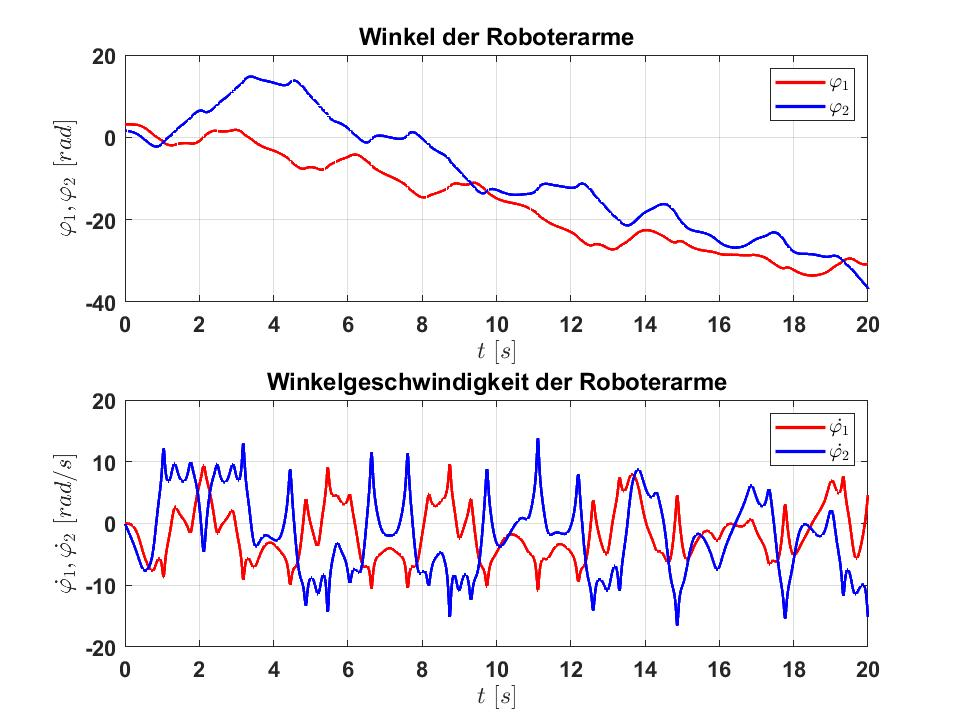 Winkel der Roboterarme
20
0
-20
-40
φ₁, φ₂ [rad]
φ₁
φ₂
0 2 4 6 8 10 12 14 16 18 20
t [s]
Winkelgeschwindigkeit der Roboterarme
20
10
0
-10
-20
φ̇₁, φ̇₂ [rad/s]
φ̇₁
φ̇₂
0 2 4 6 8 10 12 14 16 18 20
t [s]